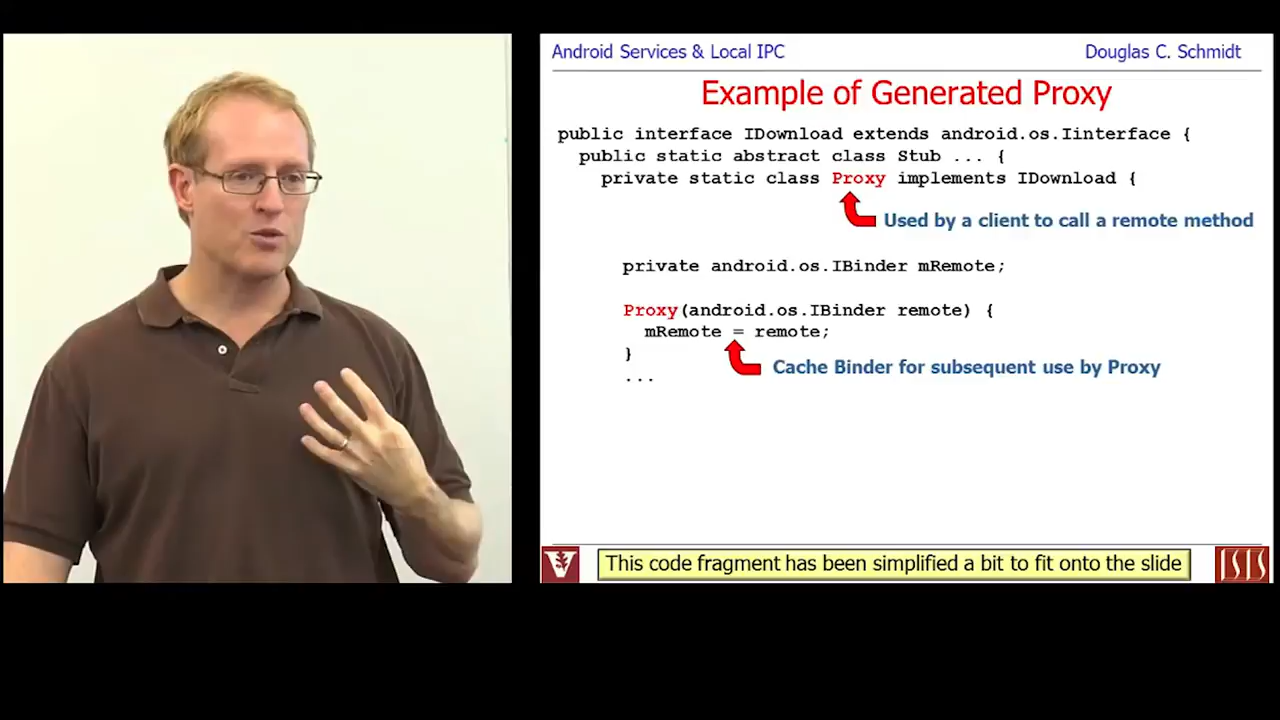 Android Services & Local IPC
Douglas C. Schmidt
Example of Generated Proxy
public interface IDownload extends android.os.Iinterface {
public static abstract class Stub ... {
private static class Proxy implements IDownload {
Used by a client to call a remote method
private android.os.IBinder mRemote;
Proxy(android.os.IBinder remote) {
mRemote = remote;
}
Cache Binder for subsequent use by Proxy
...
V
This code fragment has been simplified a bit to fit onto the slide
ISIS